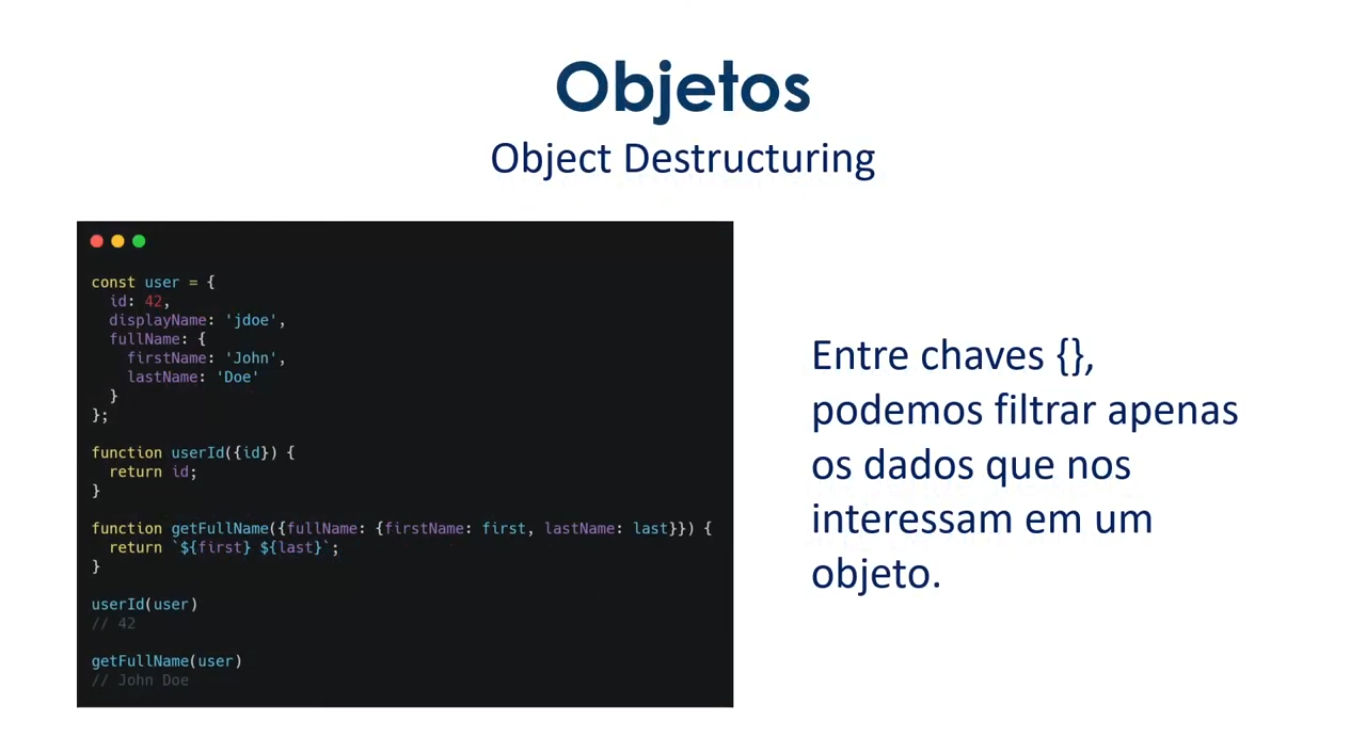 Objetos
Object Destructuring
const user = {
  id: 42,
  displayName: 'jdoe',
  fullName: {
    firstName: 'John',
    lastName: 'Doe'
  }
};
function userId({id}) {
  return id;
}
function getFullName({fullName: {firstName: first, lastName: last}}) {
  return `${first} ${last}`;
}
userId(user)
// 42
getFullName(user)
// John Doe
Entre chaves {},
podemos filtrar apenas
os dados que nos
interessam em um
objeto.